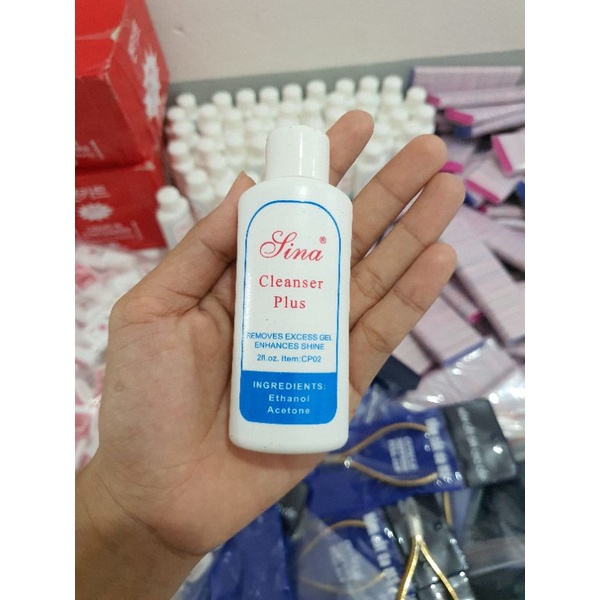 Sina®
Cleanser
Plus
REMOVES EXCESS GEL
ENHANCES SHINE
2fl.oz. Item:CP02
INGREDIENTS:
Ethanol
Acetone